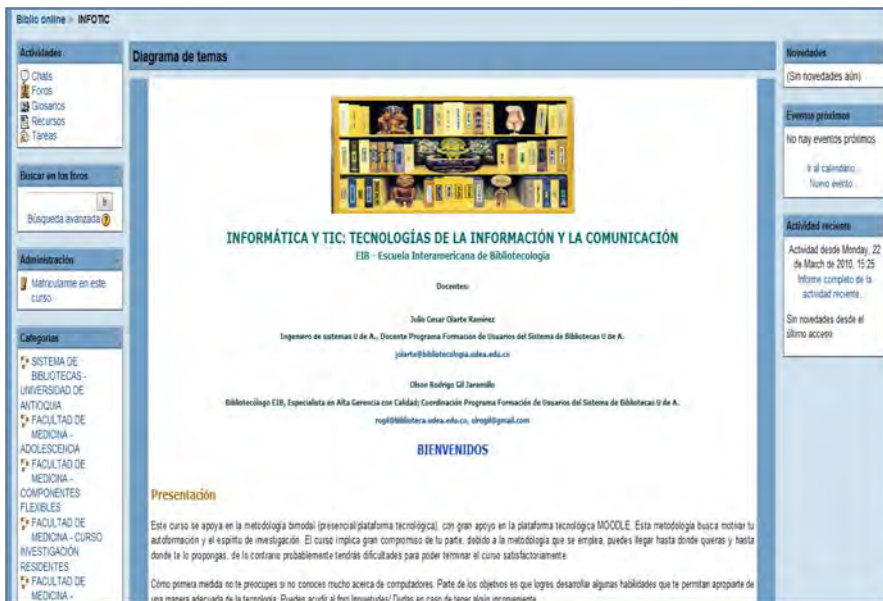 Biblio online » INFOTIC
Actividades
Chats
Foros
Glosarios
Recursos
Tareas
Buscar en los foros
Ir
Búsqueda avanzada
Administración
Matricularme en este
curso
Categorías
SISTEMA DE
BIBLIOTECAS -
UNIVERSIDAD DE
ANTIOQUIA
FACULTAD DE
MEDICINA -
ADOLESCENCIA
FACULTAD DE
MEDICINA -
COMPONENTES
FLEXIBLES
FACULTAD DE
MEDICINA - CURSO
INVESTIGACIÓN
RESIDENTES
FACULTAD DE
MEDICINA -
Diagrama de temas
INFORMÁTICA Y TIC: TECNOLOGÍAS DE LA INFORMACIÓN Y LA COMUNICACIÓN
EIB - Escuela Interamericana de Bibliotecología
Docentes:
Julio Cesar Olarte Ramírez
Ingeniero de sistemas U de A., Docente Programa Formación de Usuarios del Sistema de Bibliotecas U de A.
jolarte@bibliotecologia.udea.edu.co
Olson Rodrigo Gil Jaramillo
Bibliotecólogo EIB, Especialista en Alta Gerencia con Calidad; Coordinación Programa Formación de Usuarios del Sistema de Bibliotecas U de A.
rogil@biblioteca.udea.edu.co, olrogil@gmail.com
BIENVENIDOS
Presentación
Este curso se apoya en la metodología bimodal (presencial/plataforma tecnológica), con gran apoyo en la plataforma tecnológica MOODLE. Esta metodología busca motivar tu
autoformación y el espíritu de investigación. El curso implica gran compromiso de tu parte, debido a la metodología que se emplea, puedes llegar hasta donde quieras y hasta
donde te lo propongas, de lo contrario probablemente tendrás dificultades para poder terminar el curso satisfactoriamente.
Cómo primera medida no te preocupes si no conoces mucho acerca de computadores. Parte de los objetivos es que logres desarrollar algunas habilidades que te permitan apropiarte de
una manera adecuada de la tecnología. Puedes acudir al foro Inquietudes/ Dudas en caso de tener algún inconveniente.
Novedades
(Sin novedades aún)
Eventos próximos
No hay eventos próximos
Ir al calendario...
Nuevo evento...
Actividad reciente
Actividad desde Monday, 22
de March de 2010, 15:25
Informe completo de la
actividad reciente...
Sin novedades desde el
último acceso